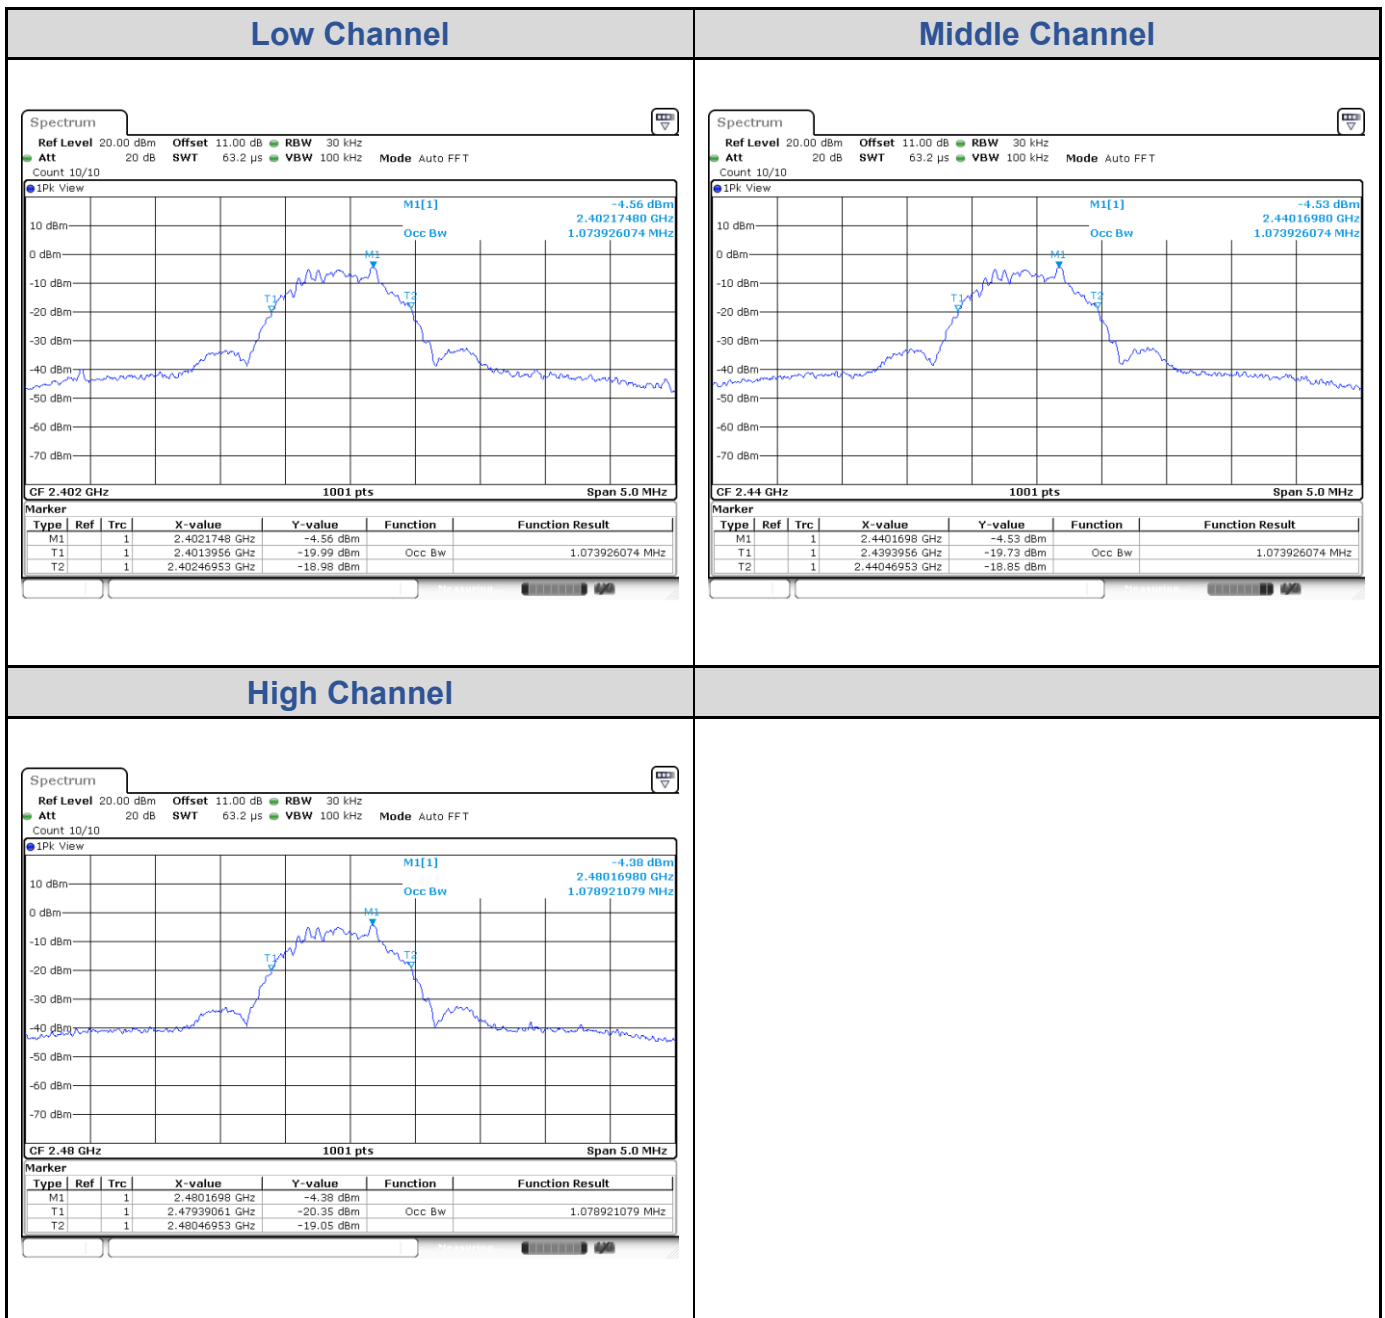 Low Channel
Spectrum
Ref Level 20.00 dBm Offset 11.00 dB RBW 30 kHz
Att 20 dB SWT 63.2 µs VBW 100 kHz Mode Auto FFT
Count 10/10
1Pk View
M1[1] -4.56 dBm
2.40217480 GHz
Occ Bw 1.073926074 MHz
10 dBm
0 dBm
M1
-10 dBm
T1
T2
-20 dBm
-30 dBm
-40 dBm
-50 dBm
-60 dBm
-70 dBm
CF 2.402 GHz 1001 pts Span 5.0 MHz
Marker
Type Ref Trc X-value Y-value Function Function Result
M1 1 2.4021748 GHz -4.56 dBm
T1 1 2.4013956 GHz -19.99 dBm Occ Bw 1.073926074 MHz
T2 1 2.40246953 GHz -18.98 dBm
Measuring...
Middle Channel
Spectrum
Ref Level 20.00 dBm Offset 11.00 dB RBW 30 kHz
Att 20 dB SWT 63.2 µs VBW 100 kHz Mode Auto FFT
Count 10/10
1Pk View
M1[1] -4.53 dBm
2.44016980 GHz
Occ Bw 1.073926074 MHz
10 dBm
0 dBm
M1
-10 dBm
T1
T2
-20 dBm
-30 dBm
-40 dBm
-50 dBm
-60 dBm
-70 dBm
CF 2.44 GHz 1001 pts Span 5.0 MHz
Marker
Type Ref Trc X-value Y-value Function Function Result
M1 1 2.4401698 GHz -4.53 dBm
T1 1 2.4393956 GHz -19.73 dBm Occ Bw 1.073926074 MHz
T2 1 2.44046953 GHz -18.85 dBm
Measuring...
High Channel
Spectrum
Ref Level 20.00 dBm Offset 11.00 dB RBW 30 kHz
Att 20 dB SWT 63.2 µs VBW 100 kHz Mode Auto FFT
Count 10/10
1Pk View
M1[1] -4.38 dBm
2.48016980 GHz
Occ Bw 1.078921079 MHz
10 dBm
0 dBm
M1
-10 dBm
T1
T2
-20 dBm
-30 dBm
-40 dBm
-50 dBm
-60 dBm
-70 dBm
CF 2.48 GHz 1001 pts Span 5.0 MHz
Marker
Type Ref Trc X-value Y-value Function Function Result
M1 1 2.4801698 GHz -4.38 dBm
T1 1 2.47939061 GHz -20.35 dBm Occ Bw 1.078921079 MHz
T2 1 2.48046953 GHz -19.05 dBm
Measuring...